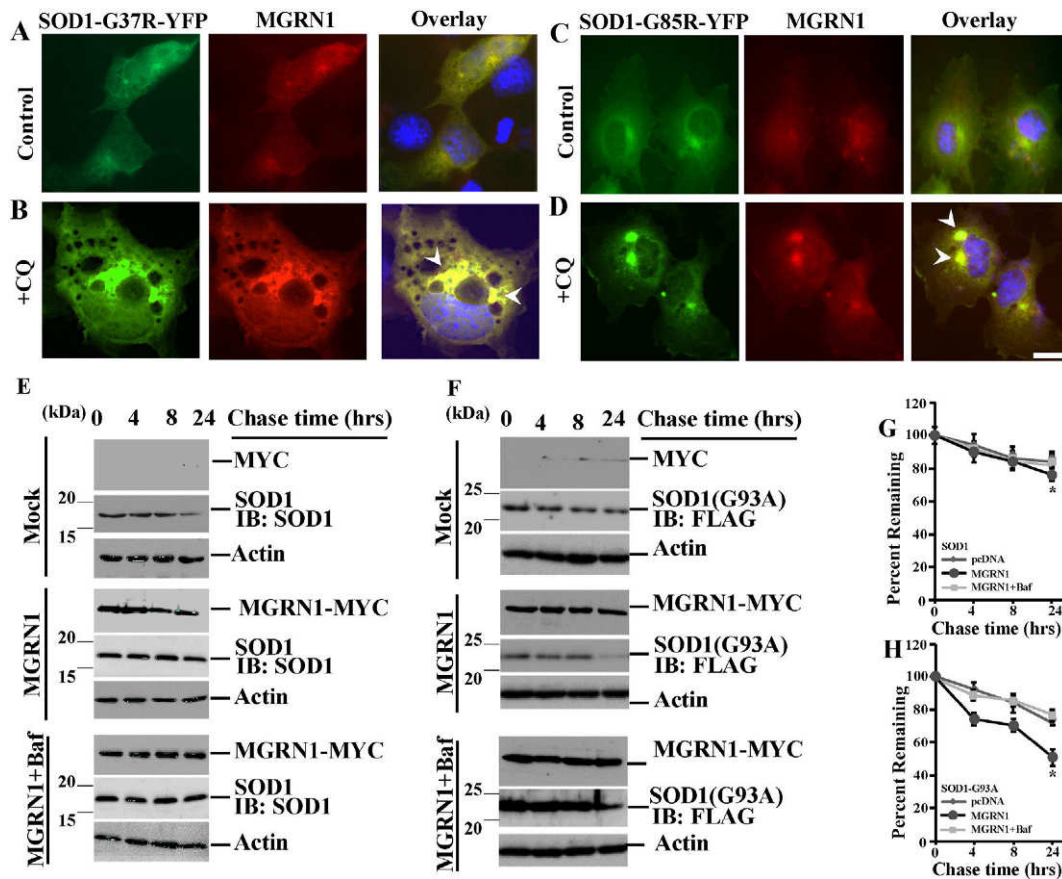 A SOD1-G37R-YFP MGRN1 Overlay
Control
B
+CQ
C SOD1-G85R-YFP MGRN1 Overlay
Control
D
+CQ
E
(kDa) 0 4 8 24 Chase time (hrs)
Mock
MYC
20
SOD1
IB: SOD1
15
Actin
MGRN1
MGRN1-MYC
20
SOD1
IB: SOD1
15
Actin
MGRN1+Baf
MGRN1-MYC
20
SOD1
IB: SOD1
15
Actin
F
(kDa) 0 4 8 24 Chase time (hrs)
Mock
MYC
25
SOD1(G93A)
IB: FLAG
20
Actin
MGRN1
MGRN1-MYC
25
SOD1(G93A)
IB: FLAG
20
Actin
MGRN1+Baf
MGRN1-MYC
25
SOD1(G93A)
IB: FLAG
20
Actin
G
Percent Remaining
120
100
80
60
40
20
0
*
SOD1
pcDNA
MGRN1
MGRN1+Baf
0 4 8 24
Chase time (hrs)
H
Percent Remaining
100
80
60
40
20
0
*
SOD1-G93A
pcDNA
MGRN1
MGRN1+Baf
0 4 8 24
Chase time (hrs)